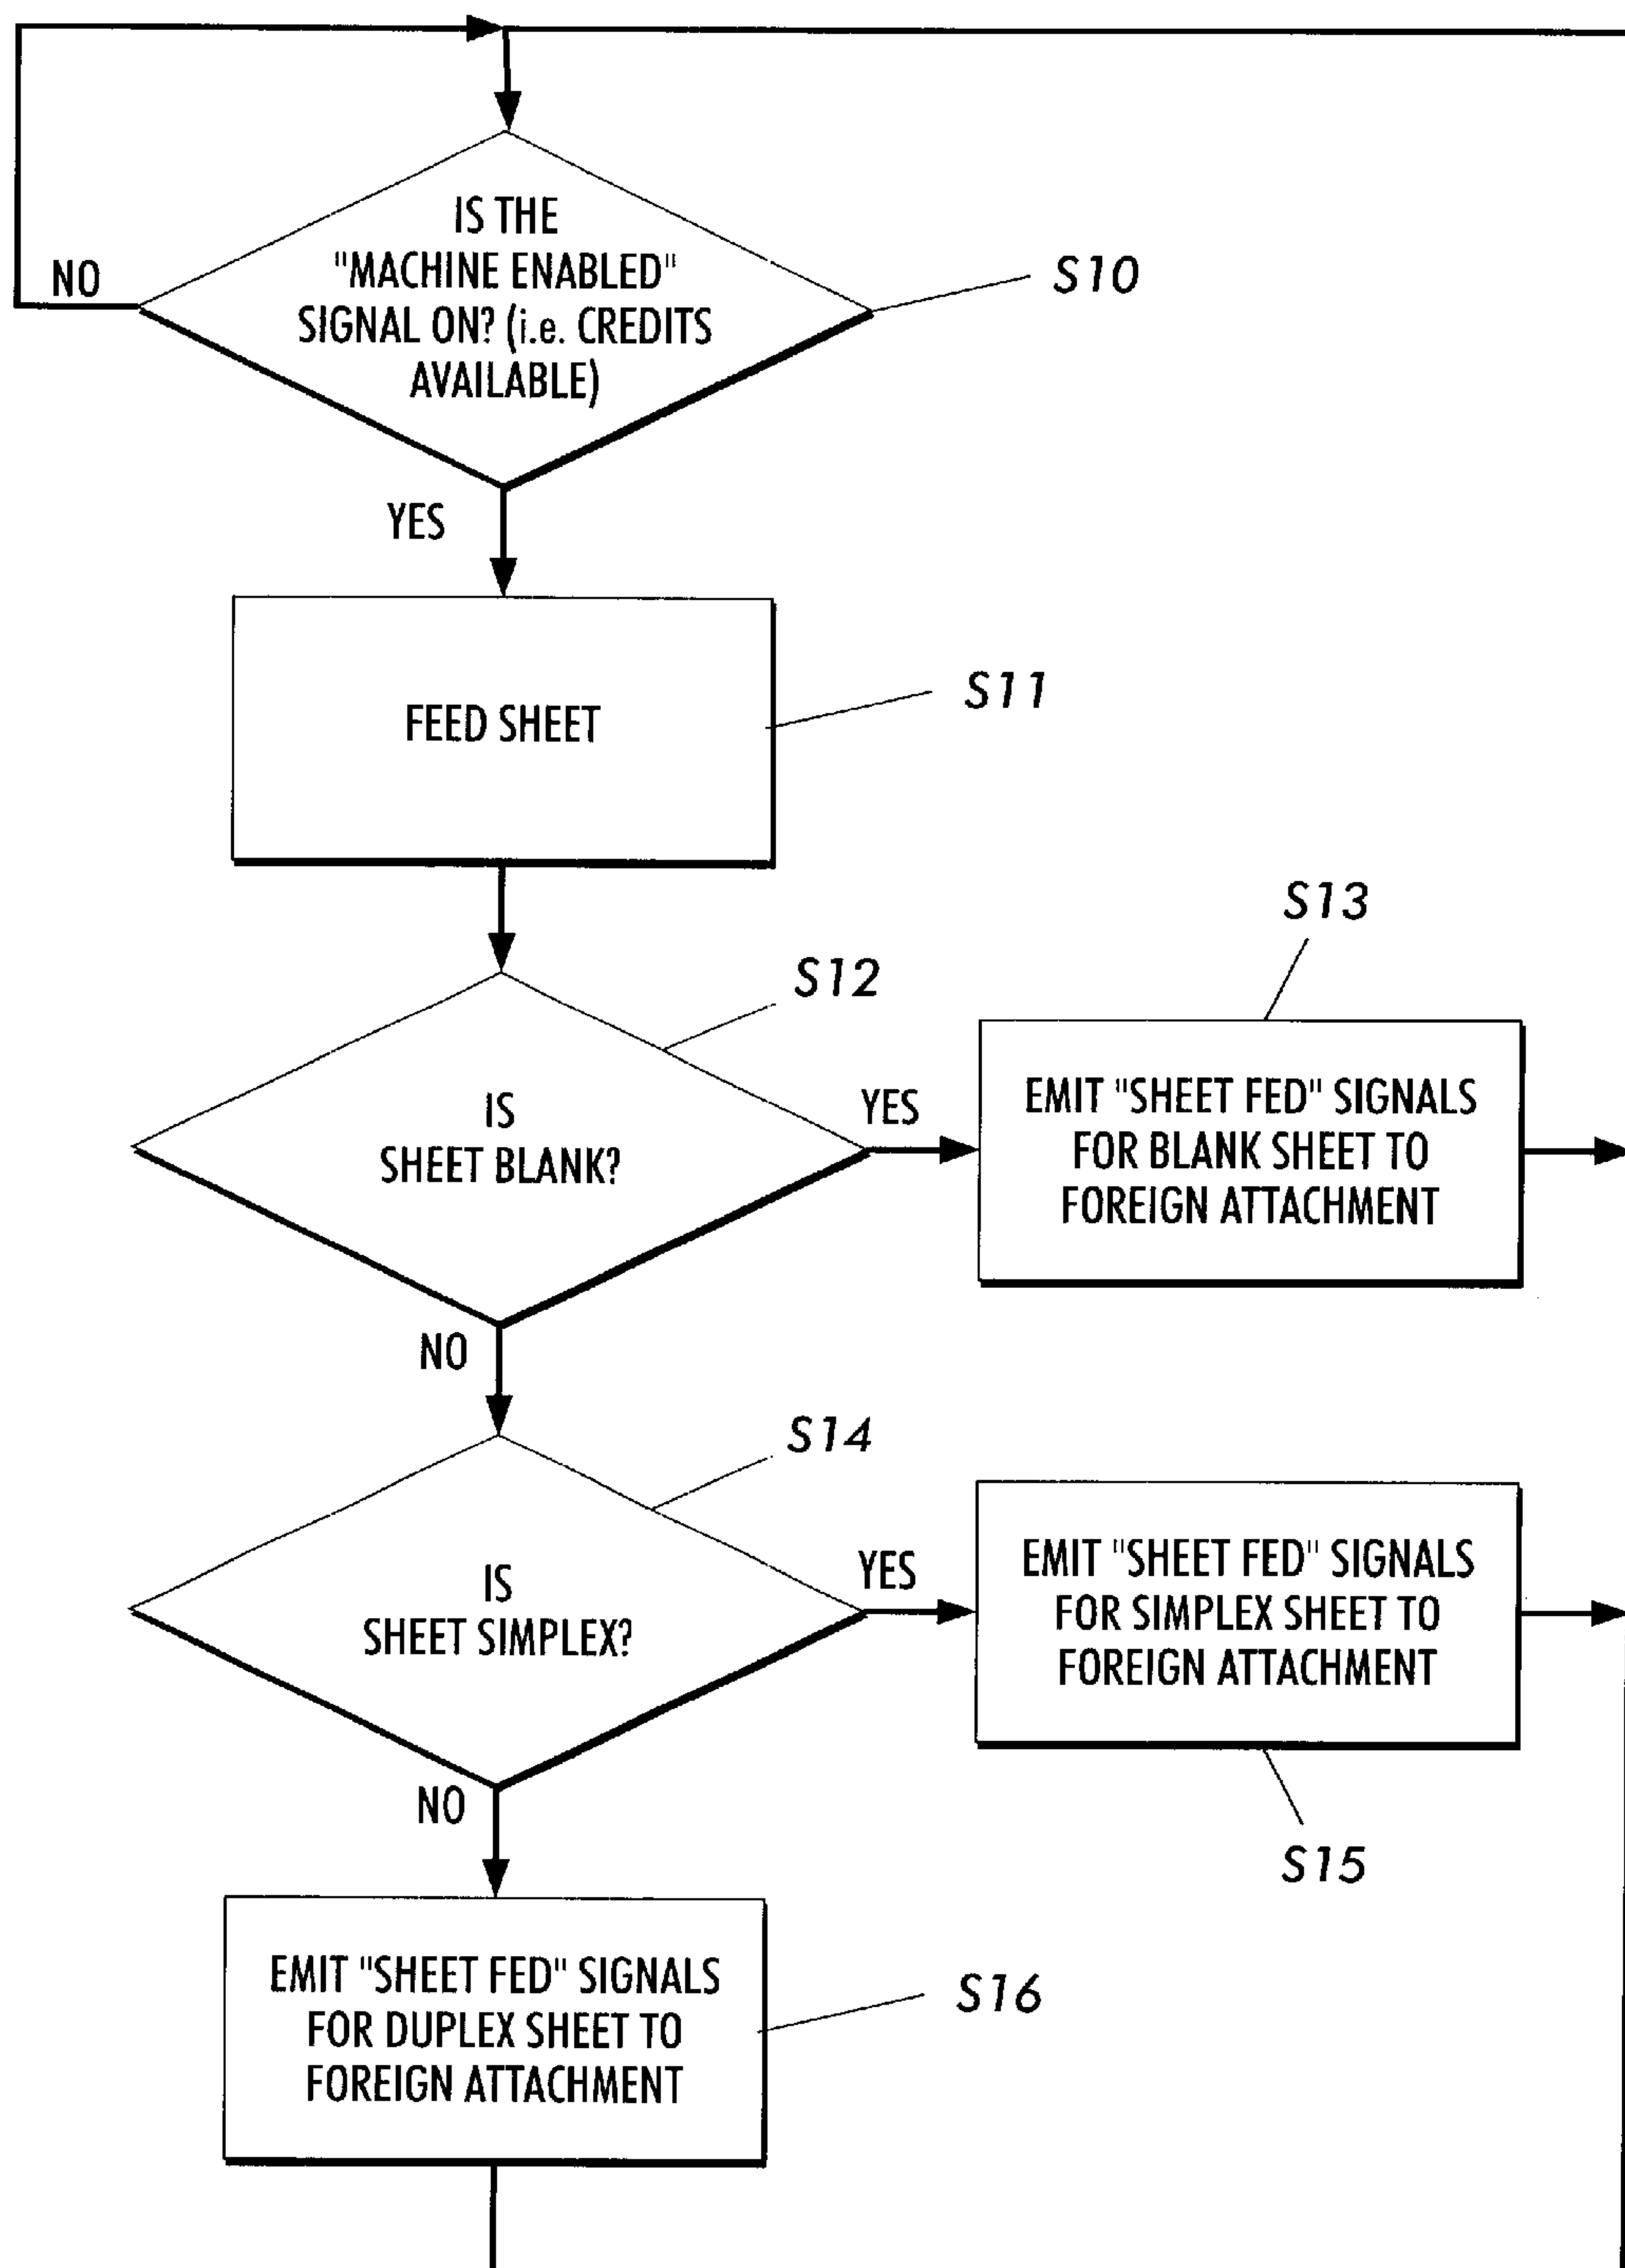 IS THE
"MACHINE ENABLED"
SIGNAL ON? (i.e. CREDITS
AVAILABLE)
NO
S10
YES
FEED SHEET
S11
S12
IS
SHEET BLANK?
YES
S13
EMIT "SHEET FED" SIGNALS
FOR BLANK SHEET TO
FOREIGN ATTACHMENT
NO
S14
IS
SHEET SIMPLEX?
YES
EMIT "SHEET FED" SIGNALS
FOR SIMPLEX SHEET TO
FOREIGN ATTACHMENT
S15
NO
EMIT "SHEET FED" SIGNALS
FOR DUPLEX SHEET TO
FOREIGN ATTACHMENT
S16